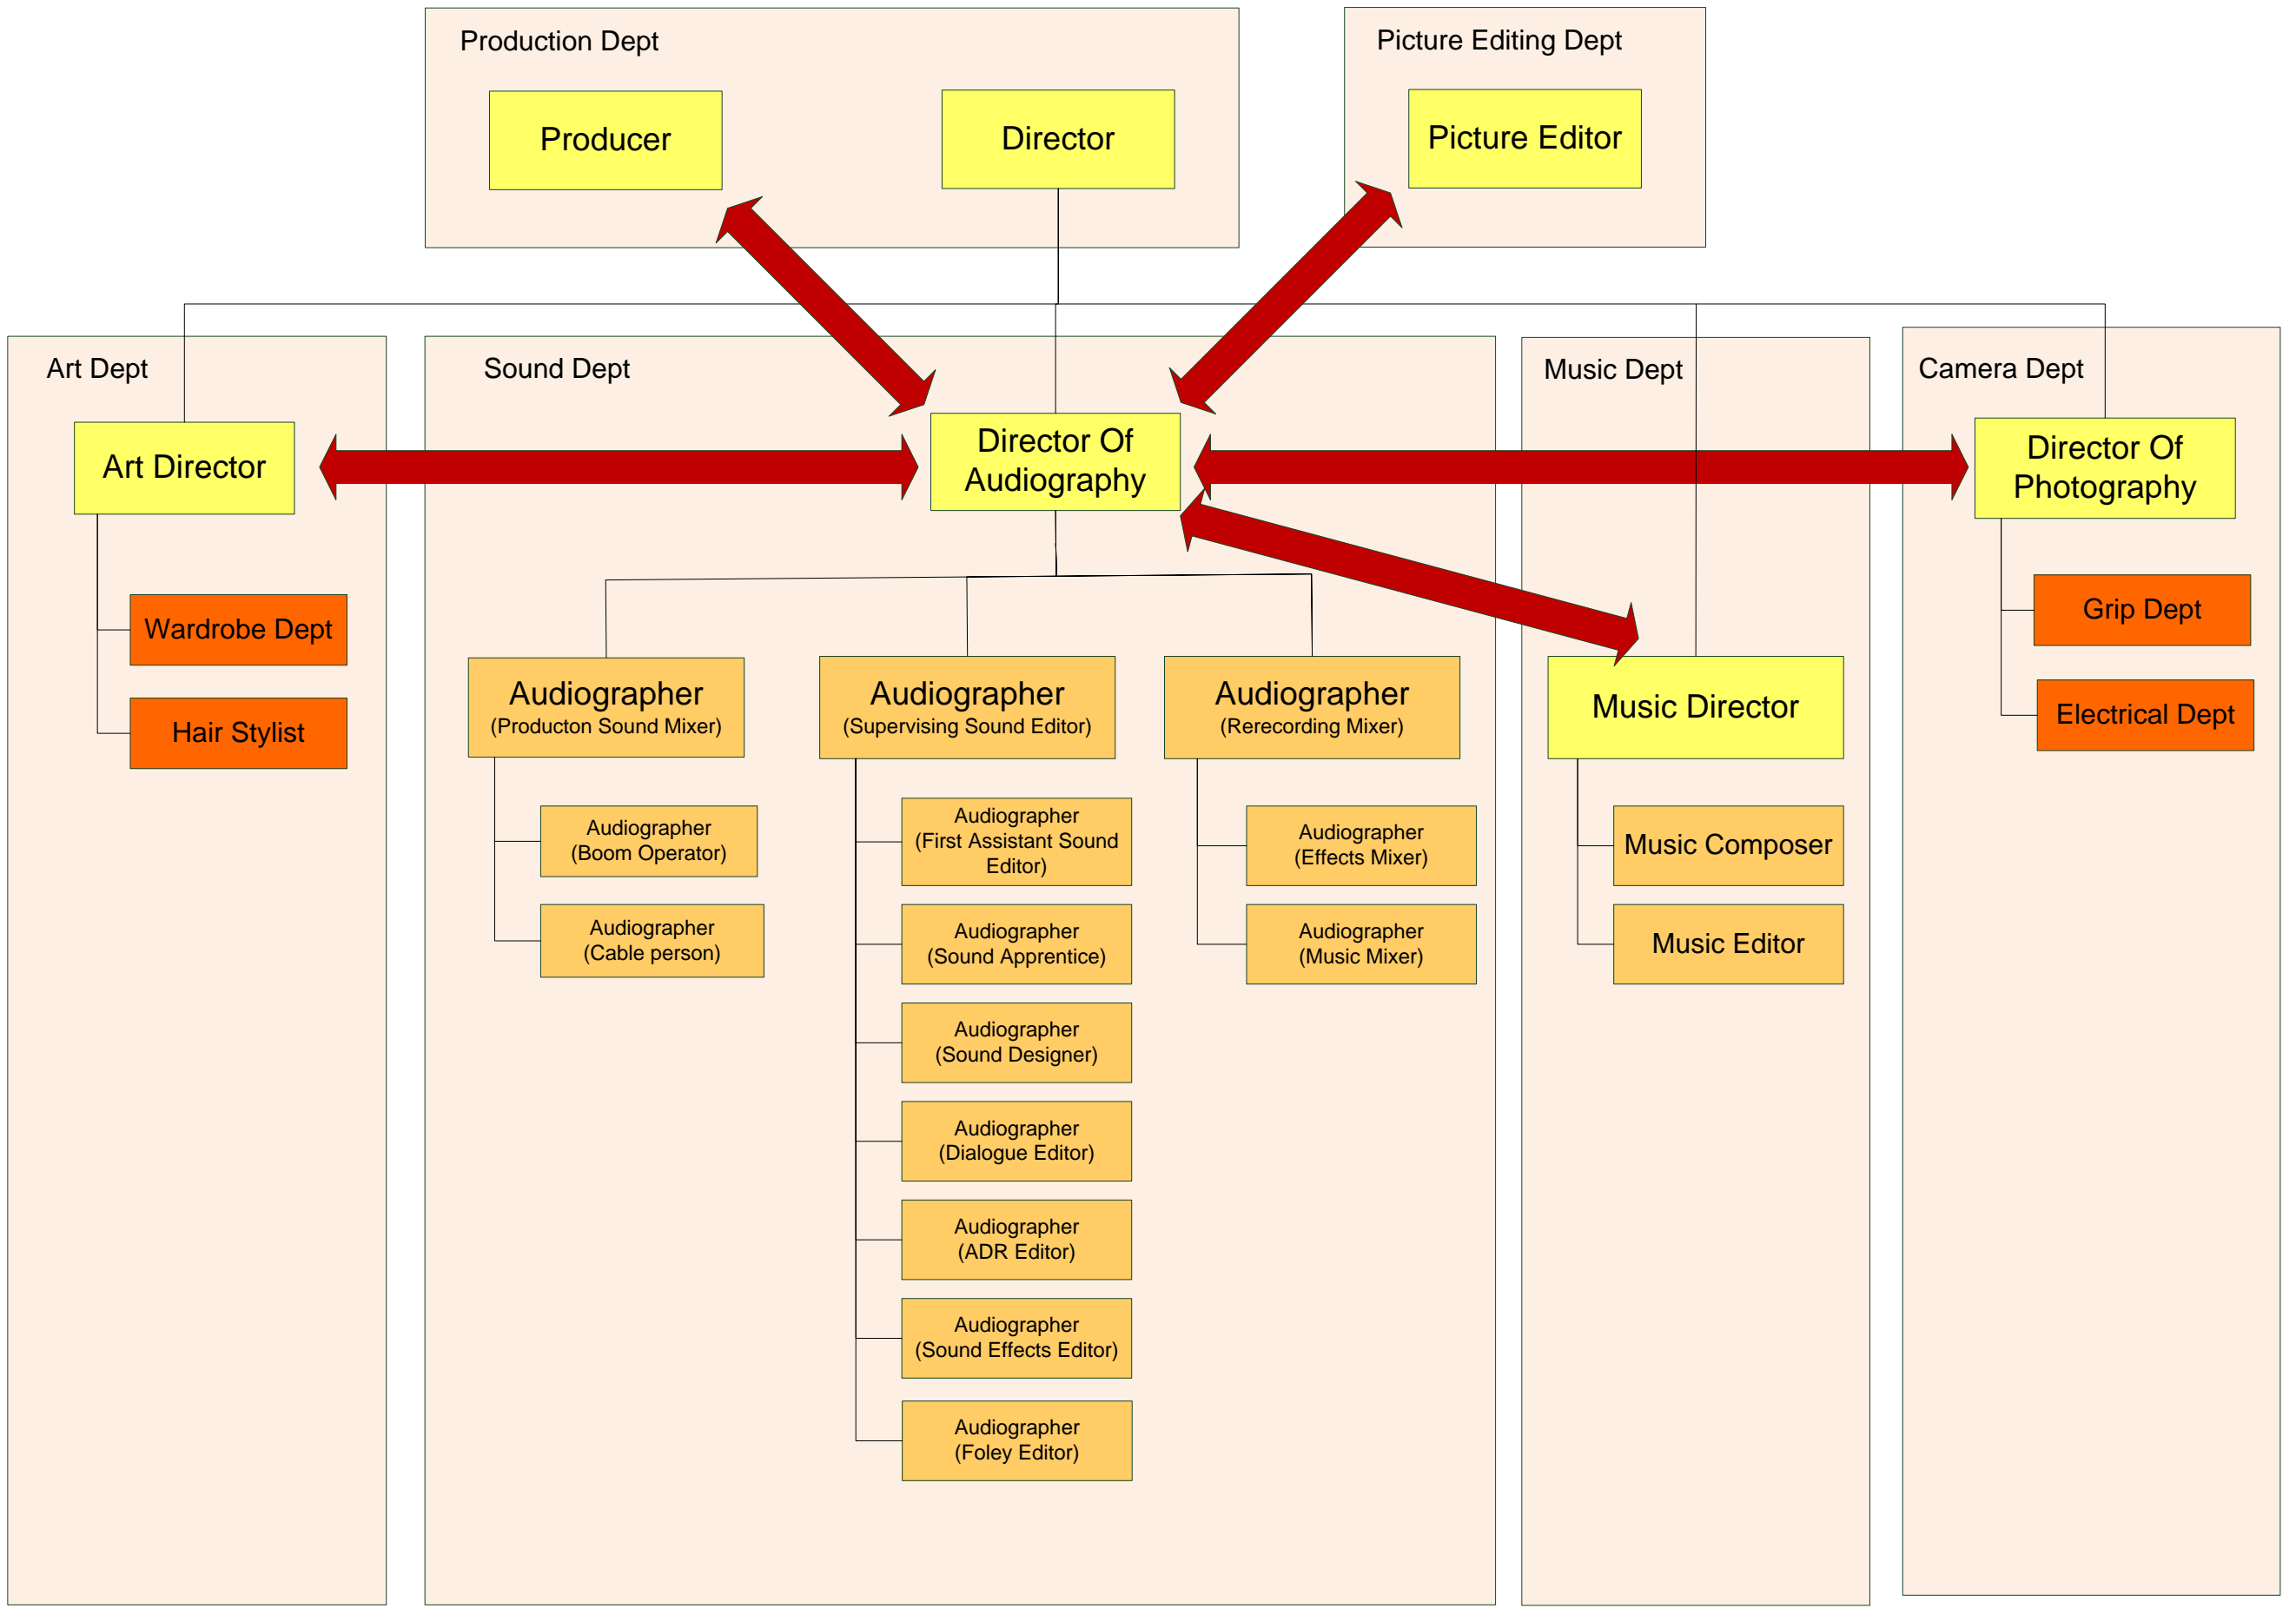 Production Dept
Producer
Director
Picture Editing Dept
Picture Editor
Art Dept
Art Director
Wardrobe Dept
Hair Stylist
Sound Dept
Director Of
Audiography
Audiographer
(Producton Sound Mixer)
Audiographer
(Boom Operator)
Audiographer
(Cable person)
Audiographer
(Supervising Sound Editor)
Audiographer
(First Assistant Sound
Editor)
Audiographer
(Sound Apprentice)
Audiographer
(Sound Designer)
Audiographer
(Dialogue Editor)
Audiographer
(ADR Editor)
Audiographer
(Sound Effects Editor)
Audiographer
(Foley Editor)
Audiographer
(Rerecording Mixer)
Audiographer
(Effects Mixer)
Audiographer
(Music Mixer)
Music Dept
Music Director
Music Composer
Music Editor
Camera Dept
Director Of
Photography
Grip Dept
Electrical Dept